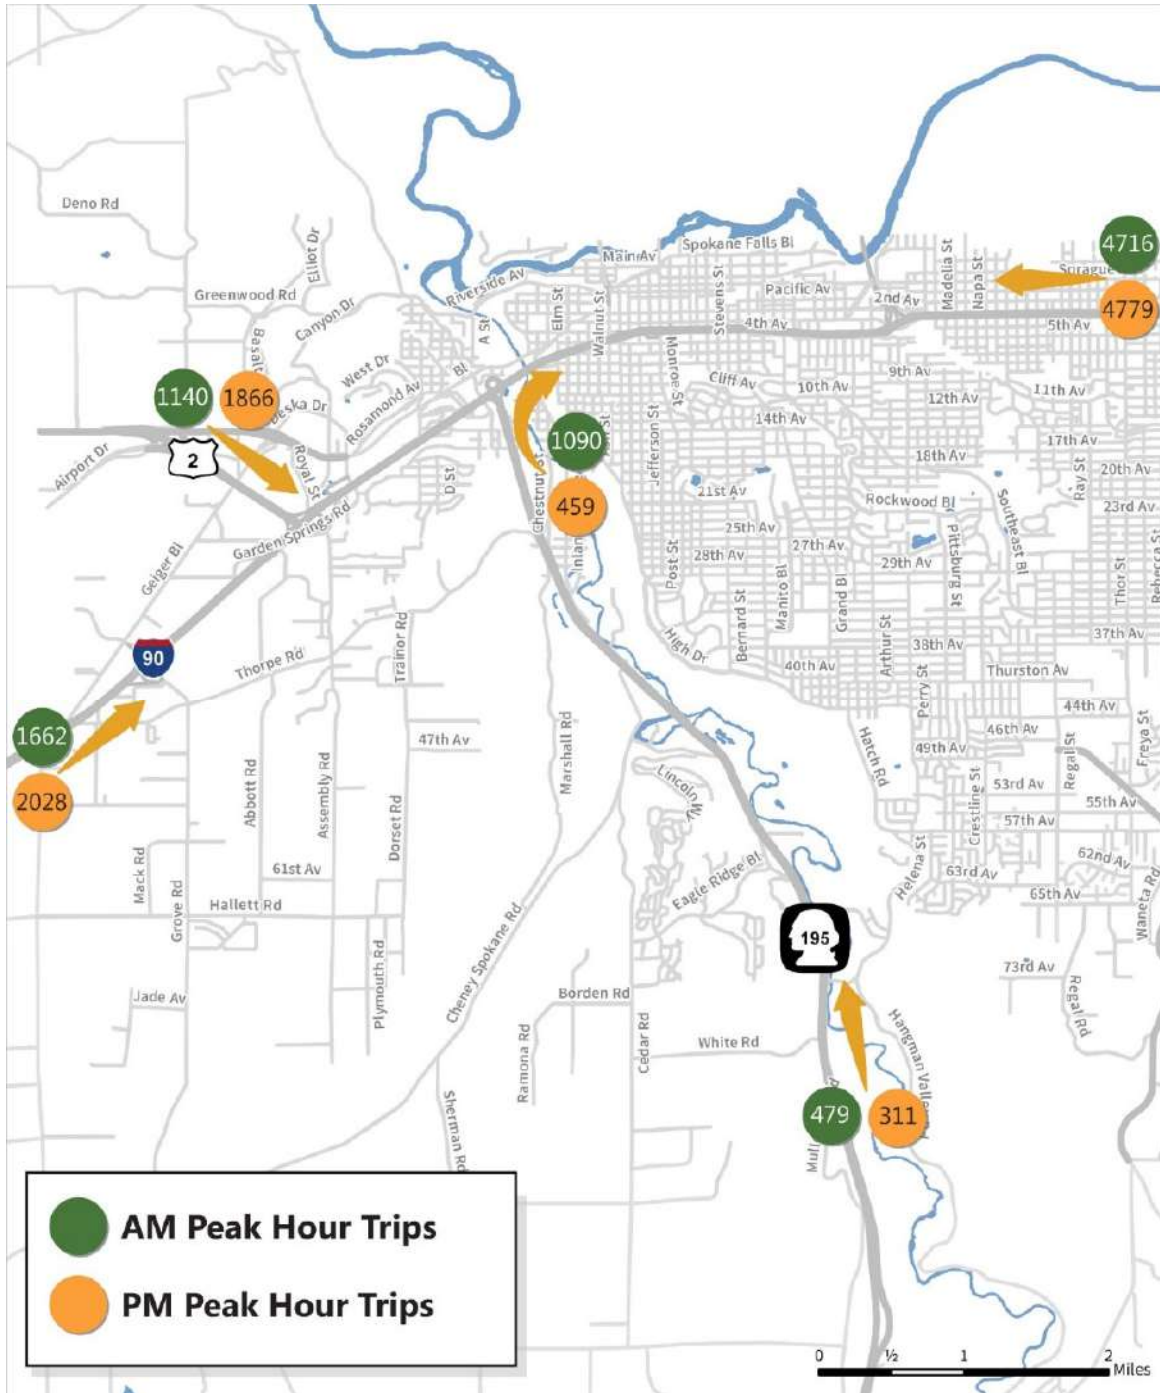 Deno Rd
Elliot Dr
Greenwood Rd
Canyon Dr
West Dr
Rosamond Av
Bl
A St
Riverside Av
Main Av
Spokane Falls Bl
Elm St
Walnut St
Stevens St
Pacific Av
2nd Av
4th Av
Madelia St
Napa St
Sprague
4716
4779
5th Av
Monroe St
Cliff Av
9th Av
10th Av
11th Av
12th Av
14th Av
17th Av
18th Av
20th Av
1140
1866
2
Airport Dr
Royal St
D St
1090
459
Chestnut St
Jefferson St
21st Av
Rockwood Bl
Ray St
23rd Av
Garden Springs Rd
Geiger Bl
25th Av
27th Av
28th Av
29th Av
Post St
Pittsburg St
Southeast Bl
Thor St
Rebecca St
Bernard St
Manito Bl
Grand Bl
Arthur St
37th Av
38th Av
High Dr
40th Av
Thurston Av
90
Thorpe Rd
Trainor Rd
1662
2028
Perry St
44th Av
46th Av
47th Av
49th Av
Hatch Rd
Regal St
Freya St
Marshall Rd
53rd Av
55th Av
57th Av
Crestline St
Abbott Rd
Assembly Rd
Dorset Rd
Mack Rd
Grove Rd
61st Av
62nd Av
63rd Av
65th Av
Helena St
Waneta Rd
Eagle Ridge Bl
Hallett Rd
195
73rd Av
Regal Rd
Plymouth Rd
Cheney Spokane Rd
Jade Av
Borden Rd
Ramona Rd
Cedar Rd
White Rd
479
311
Sherman Rd
AM Peak Hour Trips
PM Peak Hour Trips
0 ½ 1 2
Miles